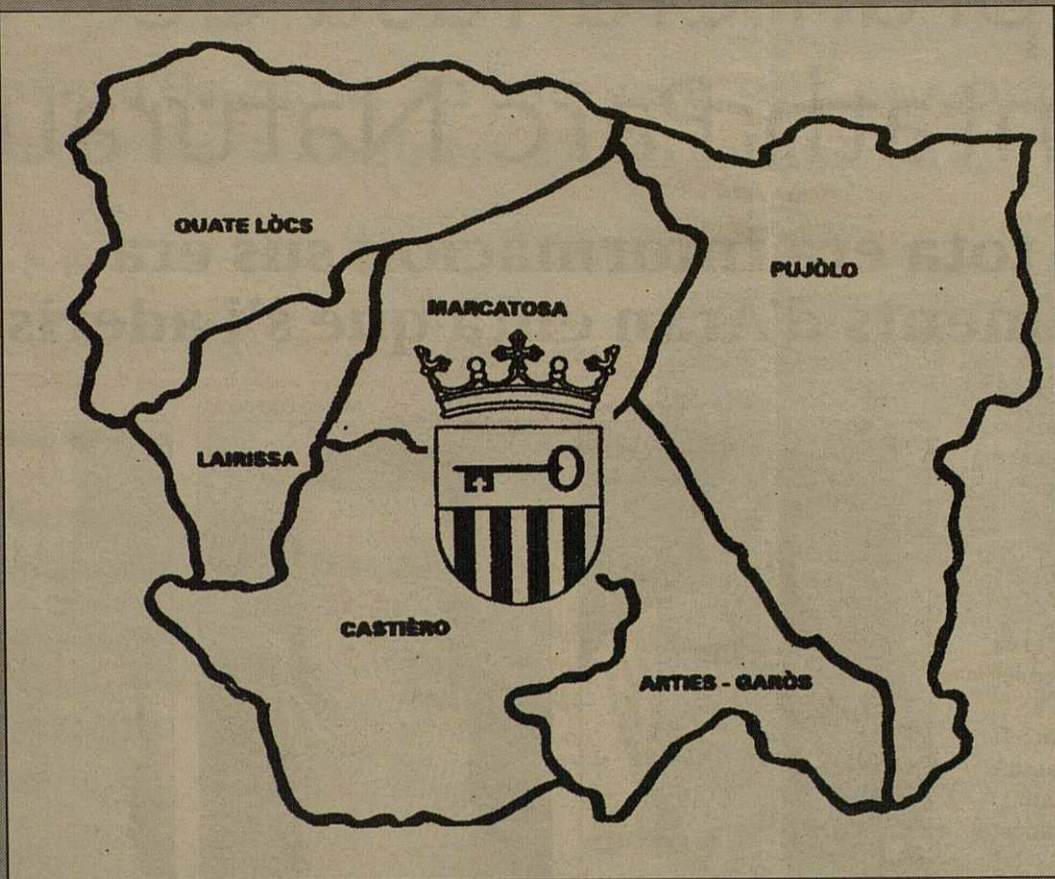 QUATE LÒCS
PUJÒLO
MARCATOSA
LAIRISSA
CASTIÈRO
ARTIES - GARÒS